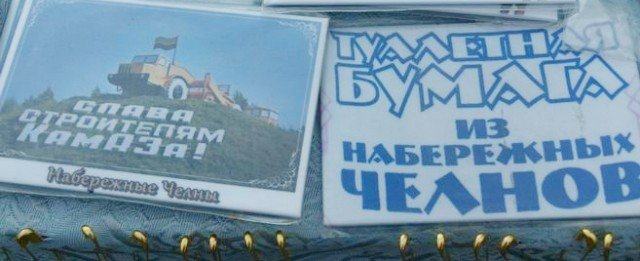 СЛАВА
СТРОИТЕЛЯМ
КамАЗа!
Набережные Челны
ТУАЛЕТНАЯ
БУМАГА
ИЗ
НАБЕРЕЖНЫХ
ЧЕЛНОВ